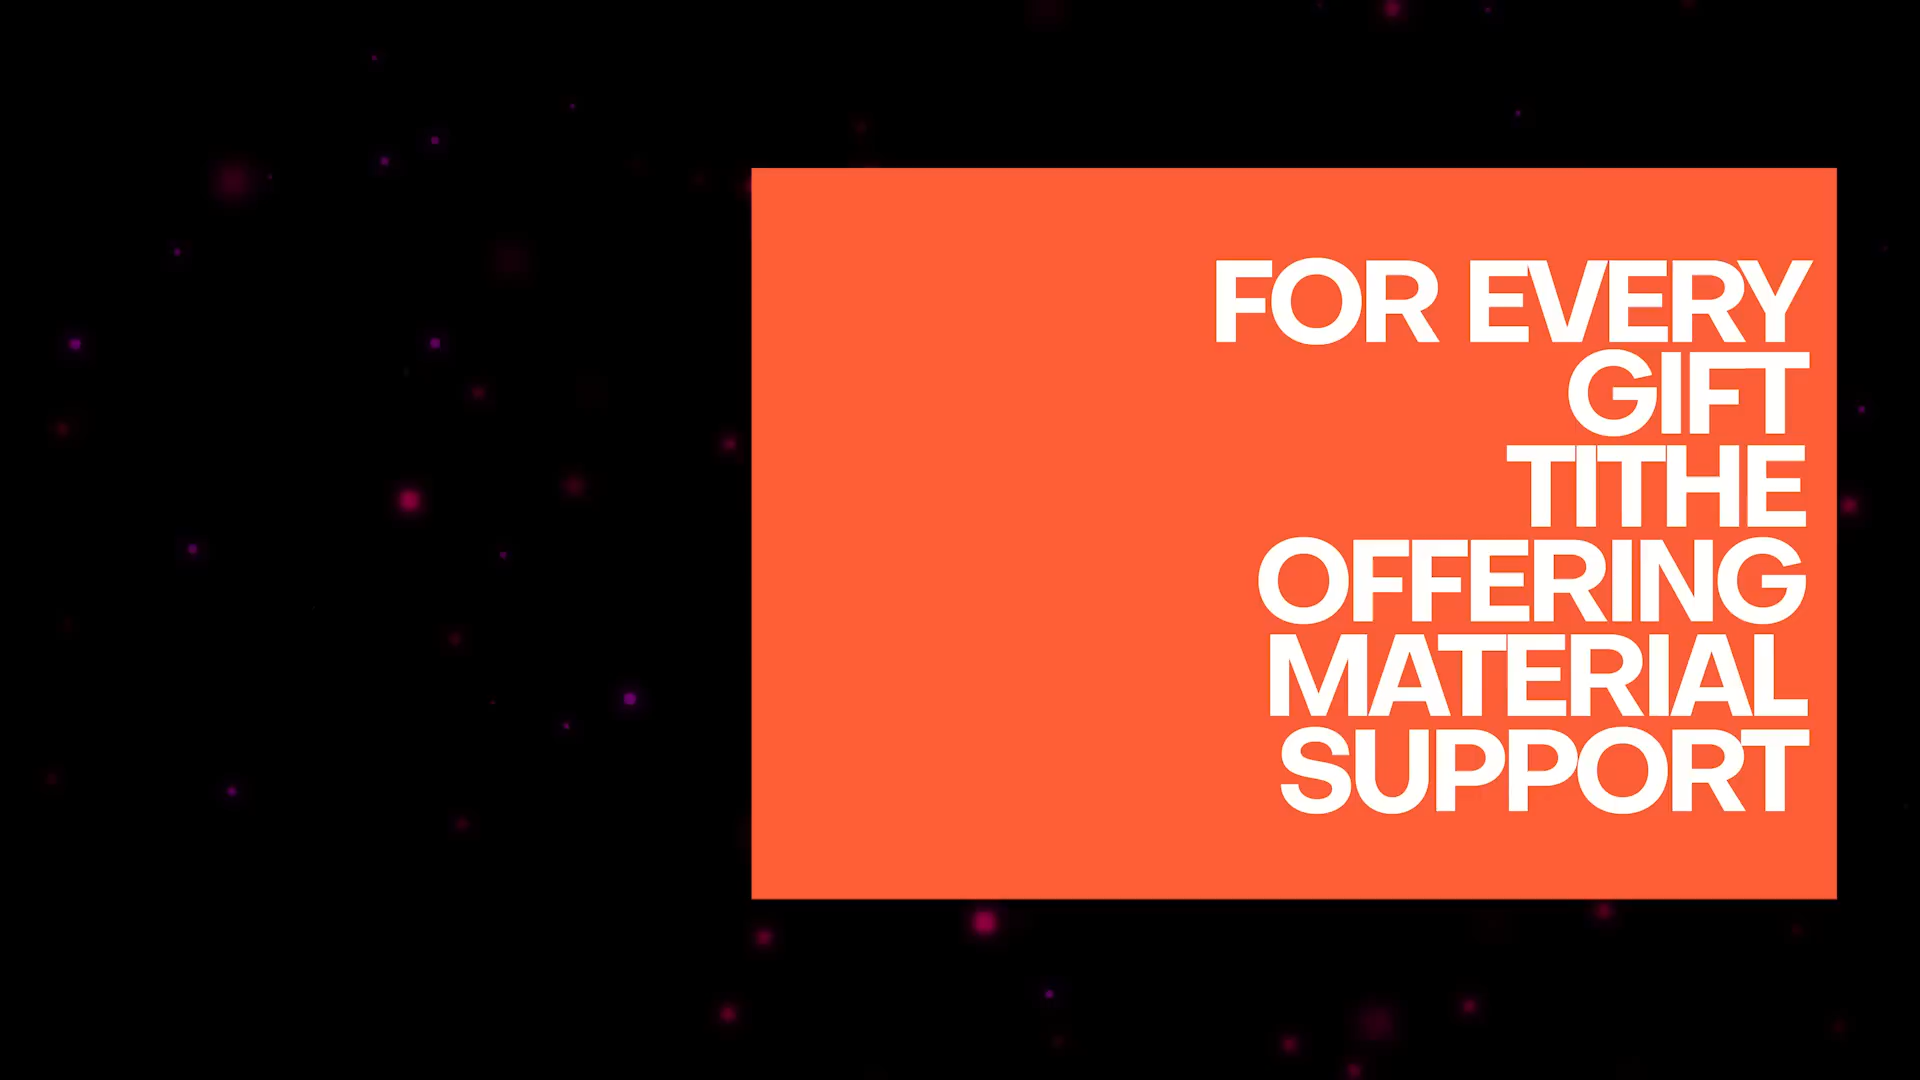 FOR EVERY
GIFT
TITHE
OFFERING
MATERIAL
SUPPORT